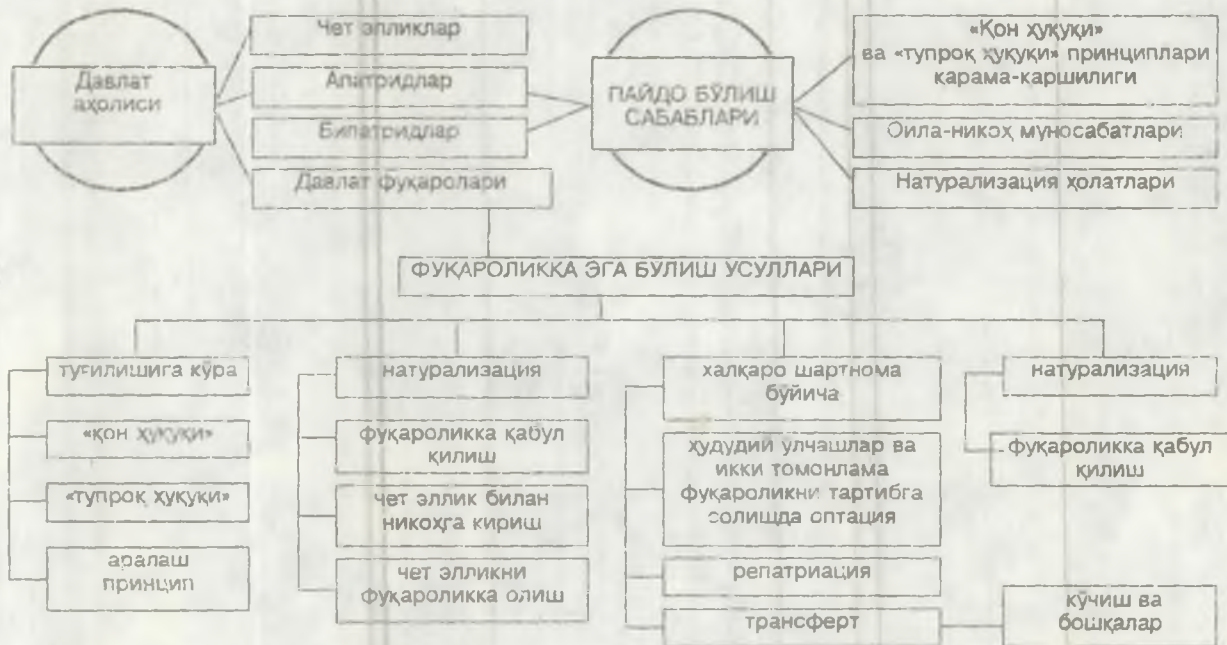 Давлат
аҳолиси
Чет эпликлар
Апатридлар
Бипатридлар
Давлат фуқаролари
ПАЙДО БЎЛИШ
САБАБЛАРИ
«Қон ҳуқуқи»
ва «тупроқ ҳуқуқи» принциплари
қарама-қаршилиги
Оила-никоҳ муносабатлари
Натурализация ҳолатлари
ФУҚАРОЛИККА ЭГА БЎЛИШ УСУЛЛАРИ
туғилишига кўра
«қон ҳуқуқи»
«тупроқ ҳуқуқи»
аралаш
принцип
натурализация
фуқароликка қабул
қилиш
чет эллик билан
никоҳга кириш
чет элликни
фуқароликка олиш
халқаро шартнома
бўйича
ҳудудий ўлчашлар ва
икки томонлама
фуқароликни тартибга
солишда оптация
репатриация
трансферт
натурализация
фуқароликка қабул
қилиш
кўчиш ва
бошқалар